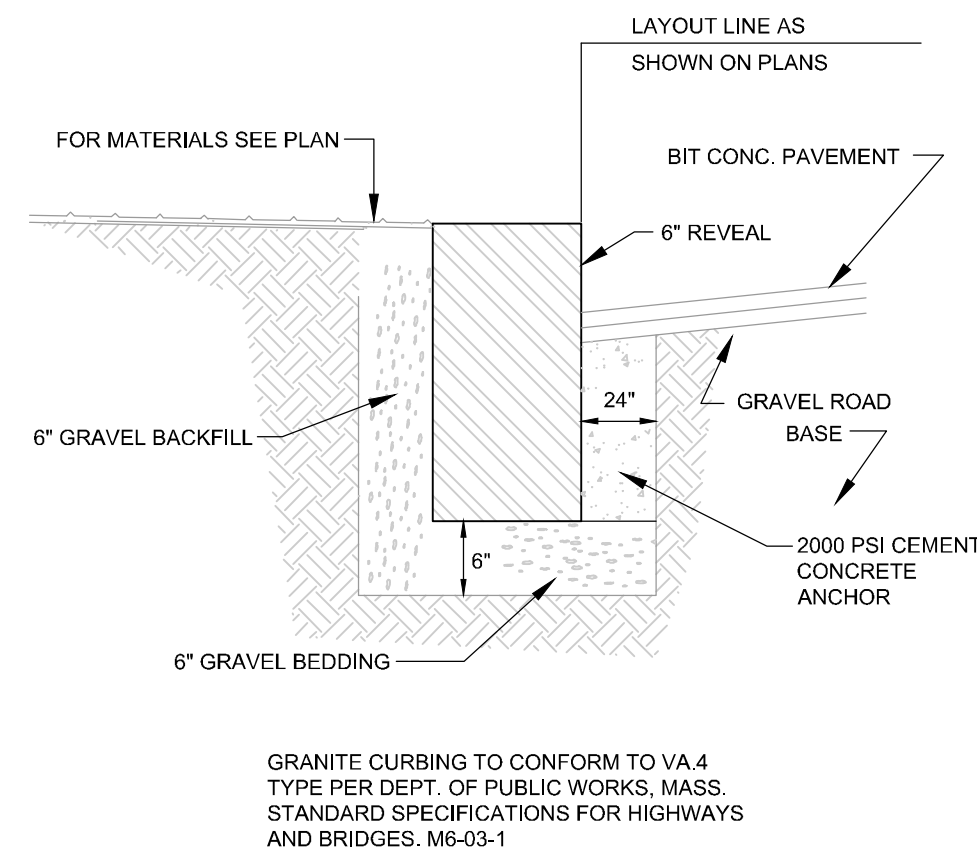 LAYOUT LINE AS
SHOWN ON PLANS
FOR MATERIALS SEE PLAN
BIT CONC. PAVEMENT
6" REVEAL
24"
GRAVEL ROAD
BASE
6" GRAVEL BACKFILL
6"
2000 PSI CEMENT
CONCRETE
ANCHOR
6" GRAVEL BEDDING
GRANITE CURBING TO CONFORM TO VA.4
TYPE PER DEPT. OF PUBLIC WORKS, MASS.
STANDARD SPECIFICATIONS FOR HIGHWAYS
AND BRIDGES. M6-03-1